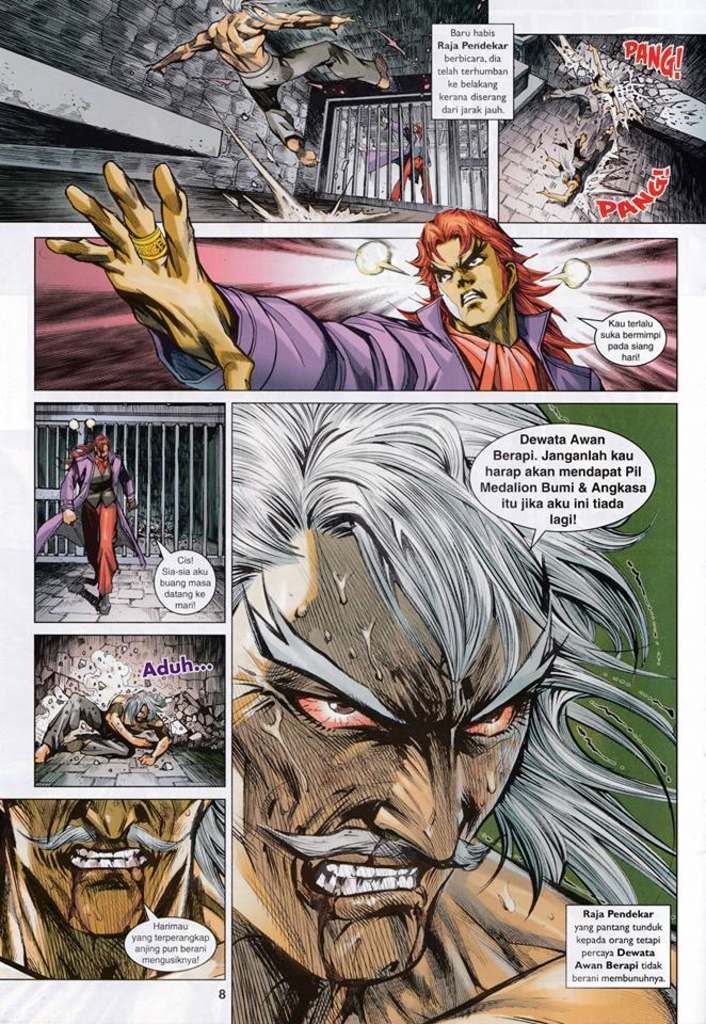 Baru habis
Raja Pendekar
berbicara, dia
telah terhumban
ke belakang
kerana diserang
dari jarak jauh.
PANG!
PANG!
Kau terlalu
suka bermimpi
pada siang
hari!
Cis!
Sia-sia aku
buang masa
datang ke
mari!
Aduh...
Harimau
yang terperangkap
anjing pun berani
mengusiknya!
Dewata Awan
Berapi. Janganlah kau
harap akan mendapat Pil
Medalion Bumi & Angkasa
itu jika aku ini tiada
lagi!
Raja Pendekar
yang pantang tunduk
kepada orang tetapi
percaya Dewata
Awan Berapi tidak
berani membunuhnya.
8